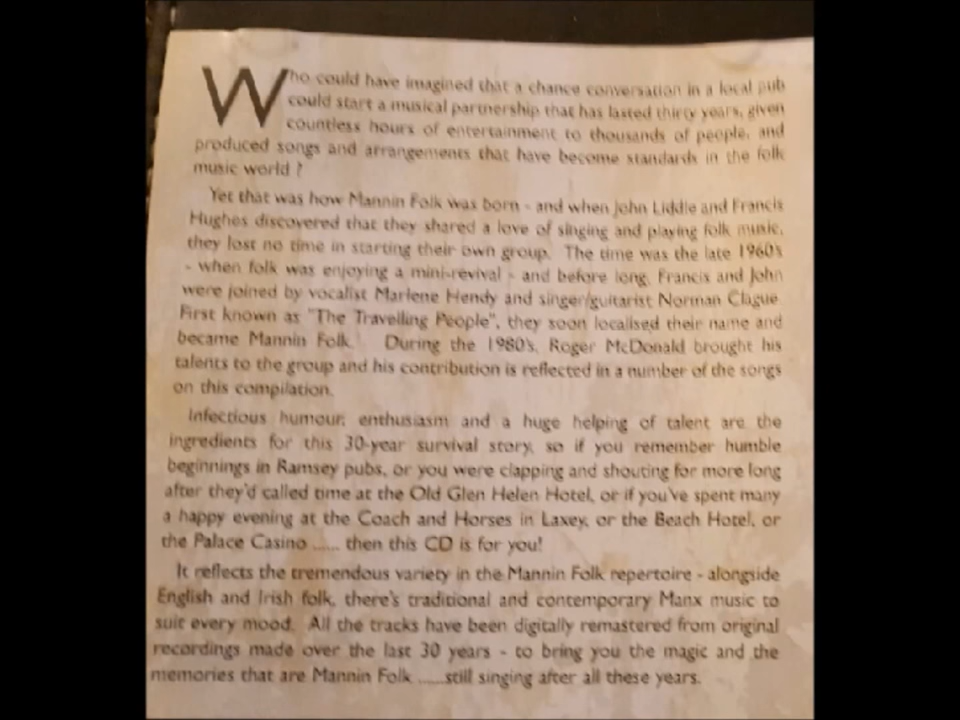 Who could have imagined that a chance conversation in a local pub
could start a musical partnership that has lasted thirty years, given
countless hours of entertainment to thousands of people, and
produced songs and arrangements that have become standards in the folk
music world ?
Yet that was how Mannin Folk was born - and when John Liddle and Francis
Hughes discovered that they shared a love of singing and playing folk music,
they lost no time in starting their own group. The time was the late 1960's
- when folk was enjoying a mini-revival - and before long, Francis and John
were joined by vocalist Marlene Hendy and singer/guitarist Norman Clague.
First known as "The Travelling People", they soon localised their name and
became Mannin Folk. During the 1980's, Roger McDonald brought his
talents to the group and his contribution is reflected in a number of the songs
on this compilation.
Infectious humour, enthusiasm and a huge helping of talent are the
ingredients for this 30-year survival story, so if you remember humble
beginnings in Ramsey pubs, or you were clapping and shouting for more long
after they'd called time at the Old Glen Helen Hotel, or if you've spent many
a happy evening at the Coach and Horses in Laxey, or the Beach Hotel, or
the Palace Casino ...... then this CD is for you!
It reflects the tremendous variety in the Mannin Folk repertoire - alongside
English and Irish folk, there's traditional and contemporary Manx music to
suit every mood. All the tracks have been digitally remastered from original
recordings made over the last 30 years - to bring you the magic and the
memories that are Mannin Folk ......still singing after all these years.